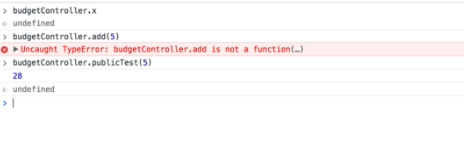 budgetController.x
undefined
budgetController.add(5)
Uncaught TypeError: budgetController.add is not a function(…)
budgetController.publicTest(5)
28
undefined